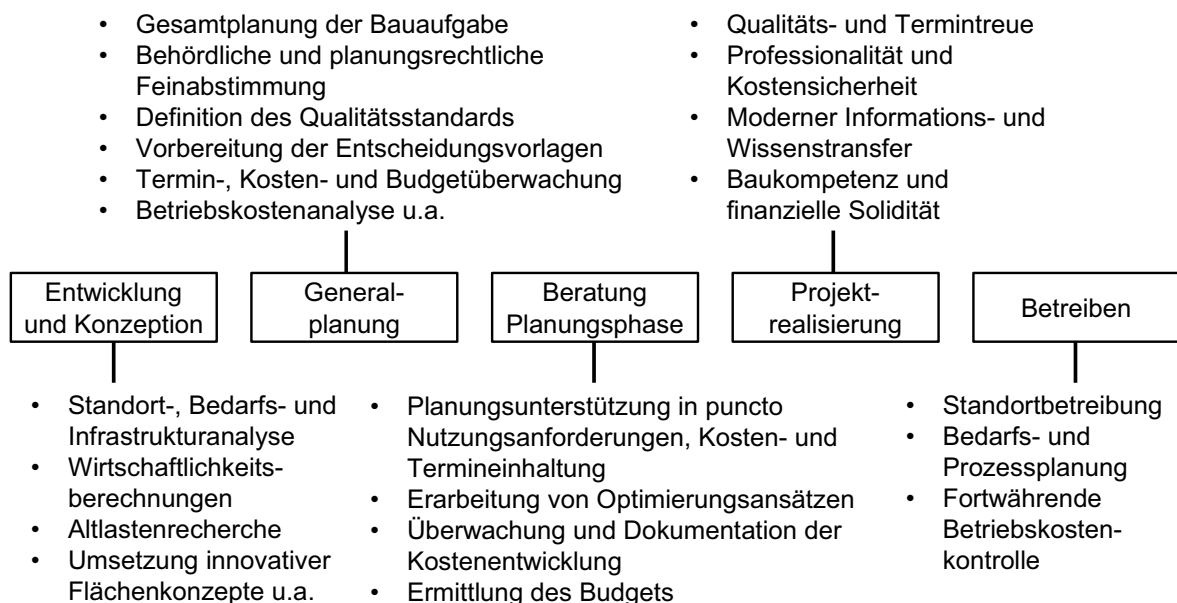 • Gesamtplanung der Bauaufgabe
• Behördliche und planungsrechtliche
Feinabstimmung
• Definition des Qualitätsstandards
• Vorbereitung der Entscheidungsvorlagen
• Termin-, Kosten- und Budgetüberwachung
• Betriebskostenanalyse u.a.
• Qualitäts- und Termintreue
• Professionalität und
Kostensicherheit
• Moderner Informations- und
Wissenstransfer
• Baukompetenz und
finanzielle Solidität
Entwicklung
und Konzeption
General-
planung
Beratung
Planungsphase
Projekt-
realisierung
Betreiben
• Standort-, Bedarfs- und
Infrastrukturanalyse
• Wirtschaftlichkeits-
berechnungen
• Altlastenrecherche
• Umsetzung innovativer
Flächenkonzepte u.a.
• Planungsunterstützung in puncto
Nutzungsanforderungen, Kosten- und
Termineinhaltung
• Erarbeitung von Optimierungsansätzen
• Überwachung und Dokumentation der
Kostenentwicklung
• Ermittlung des Budgets
• Standortbetreibung
• Bedarfs- und
Prozessplanung
• Fortwährende
Betriebskosten-
kontrolle